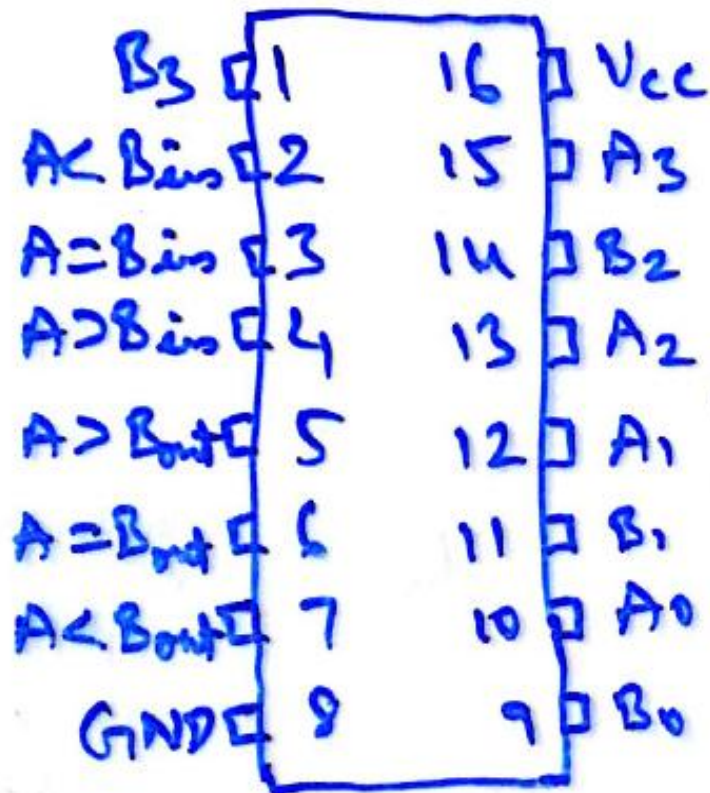 B3 1 16 Vcc
A<Bin 2 15 A3
A=Bin 3 14 B2
A>Bin 4 13 A2
A>Bout 5 12 A1
A=Bout 6 11 B1
A<Bout 7 10 A0
GND 8 9 B0